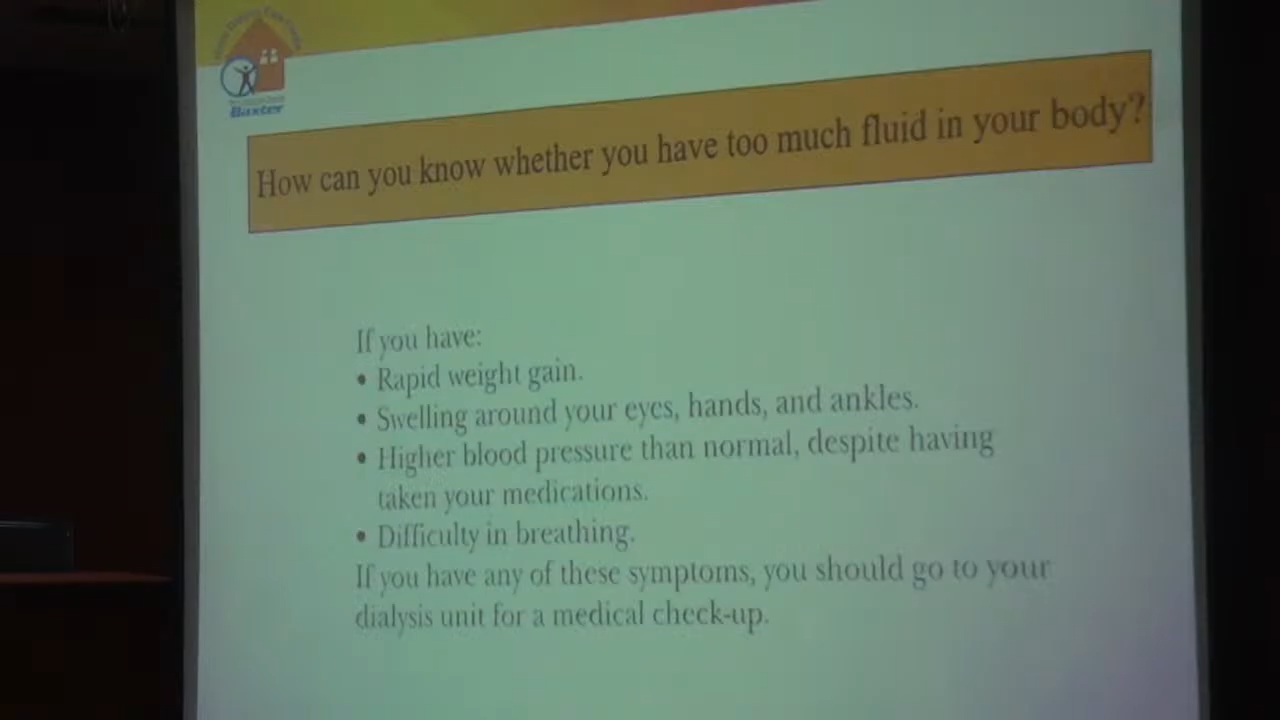 Baxter
How can you know whether you have too much fluid in your body?
If you have:
• Rapid weight gain.
• Swelling around your eyes, hands, and ankles.
• Higher blood pressure than normal, despite having
taken your medications.
• Difficulty in breathing.
If you have any of these symptoms, you should go to your
dialysis unit for a medical check-up.